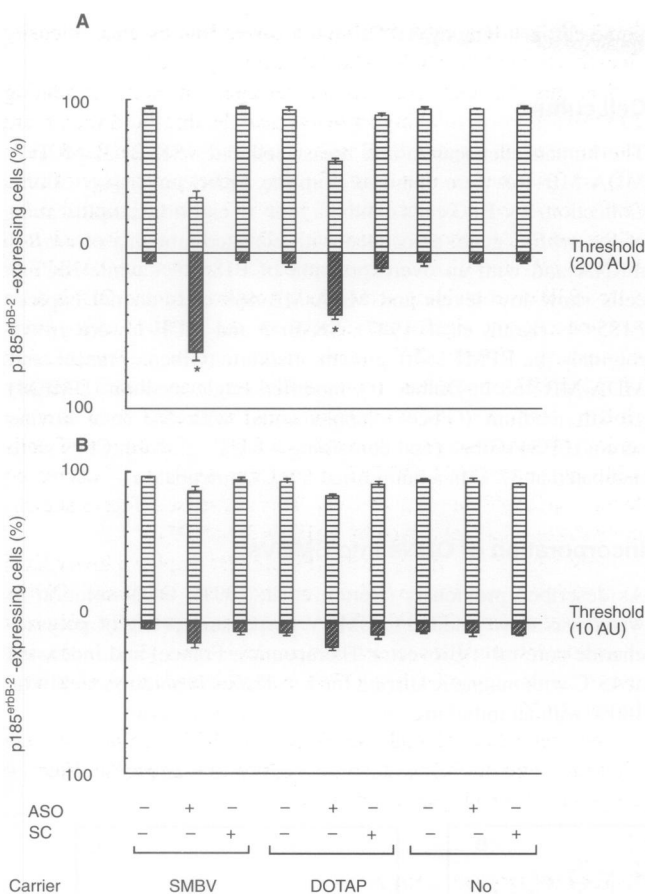 A
100
p185erbB-2 -expressing cells (%)
Threshold
(200 AU)
*
*
100
B
100
p185erbB-2 -expressing cells (%)
0
Threshold
(10 AU)
100
ASO − + − − + − − + −
SC − − + − − + − − +
Carrier SMBV DOTAP No